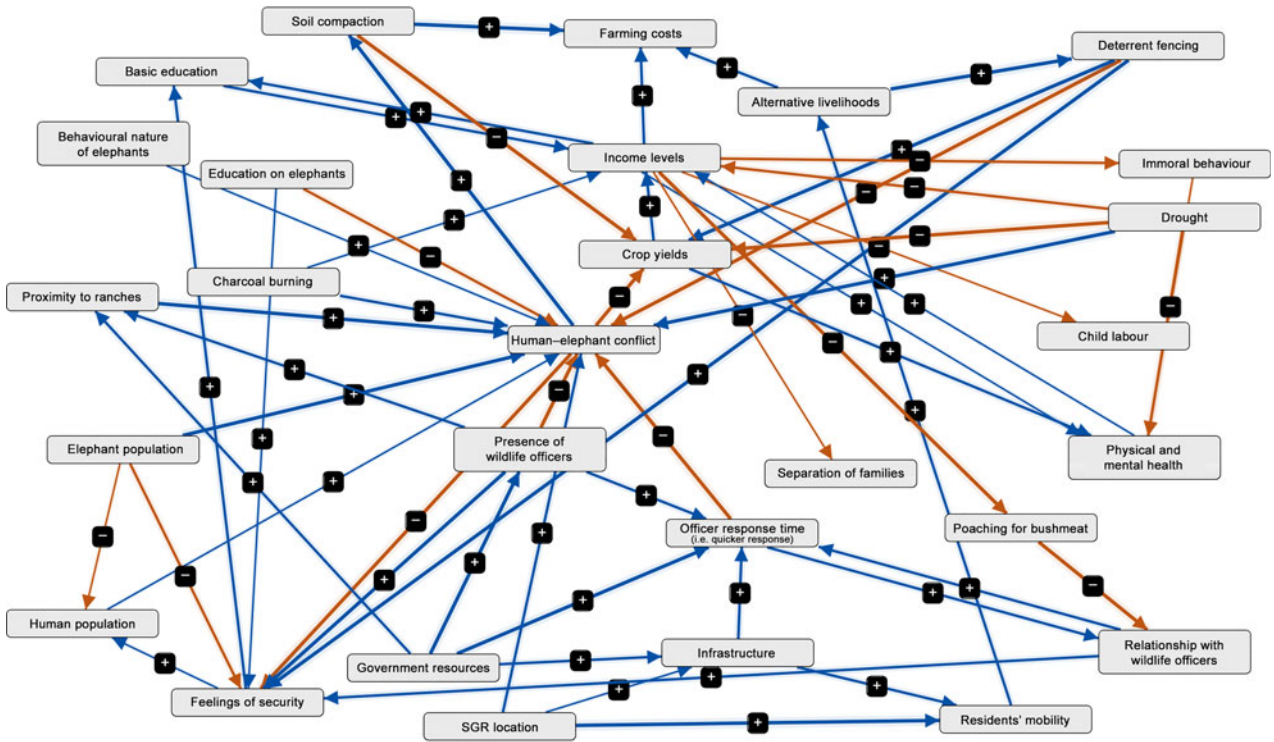 Soil compaction
Farming costs
Deterrent fencing
Basic education
Alternative livelihoods
Behavioural nature
of elephants
Income levels
Immoral behaviour
Education on elephants
Drought
Crop yields
Charcoal burning
Proximity to ranches
Human–elephant conflict
Child labour
Elephant population
Presence of
wildlife officers
Physical and
mental health
Separation of families
Officer response time
(i.e. quicker response)
Poaching for bushmeat
Human population
Infrastructure
Relationship with
wildlife officers
Government resources
Feelings of security
SGR location
Residents' mobility